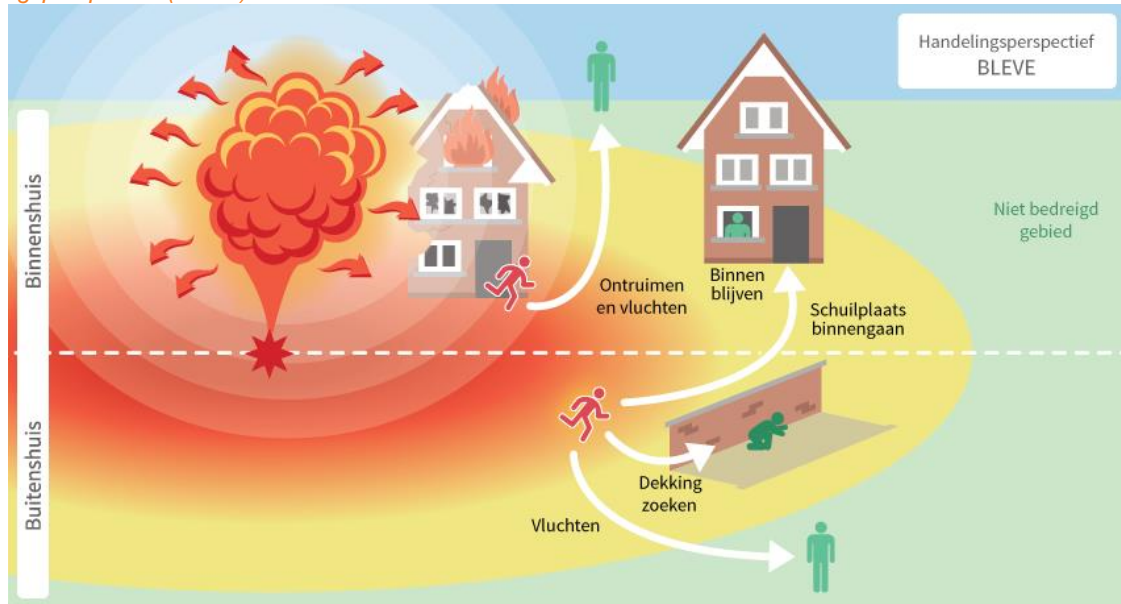 Handelingsperspectief
BLEVE
Binnenshuis
Niet bedreigd
gebied
Ontruimen
en vluchten
Binnen
blijven
Schuilplaats
binnengaan
Buitenshuis
Dekking
zoeken
Vluchten